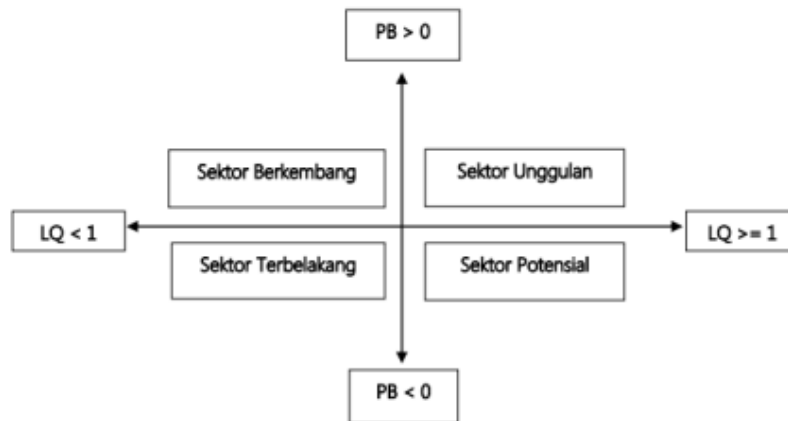 PB > 0
Sektor Berkembang
Sektor Unggulan
LQ < 1
LQ >= 1
Sektor Terbelakang
Sektor Potensial
PB < 0